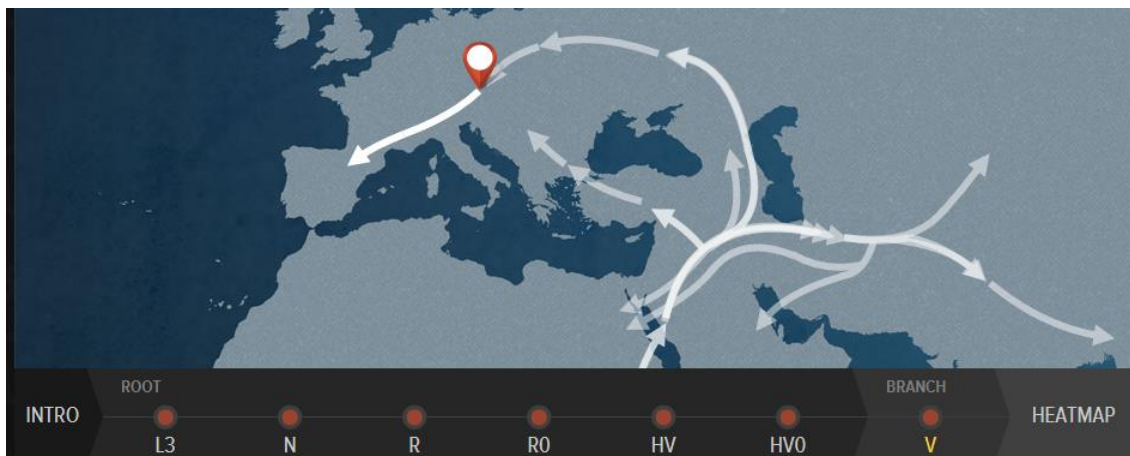 ROOT
BRANCH
INTRO
HEATMAP
L3
N
R
R0
HV
HV0
V